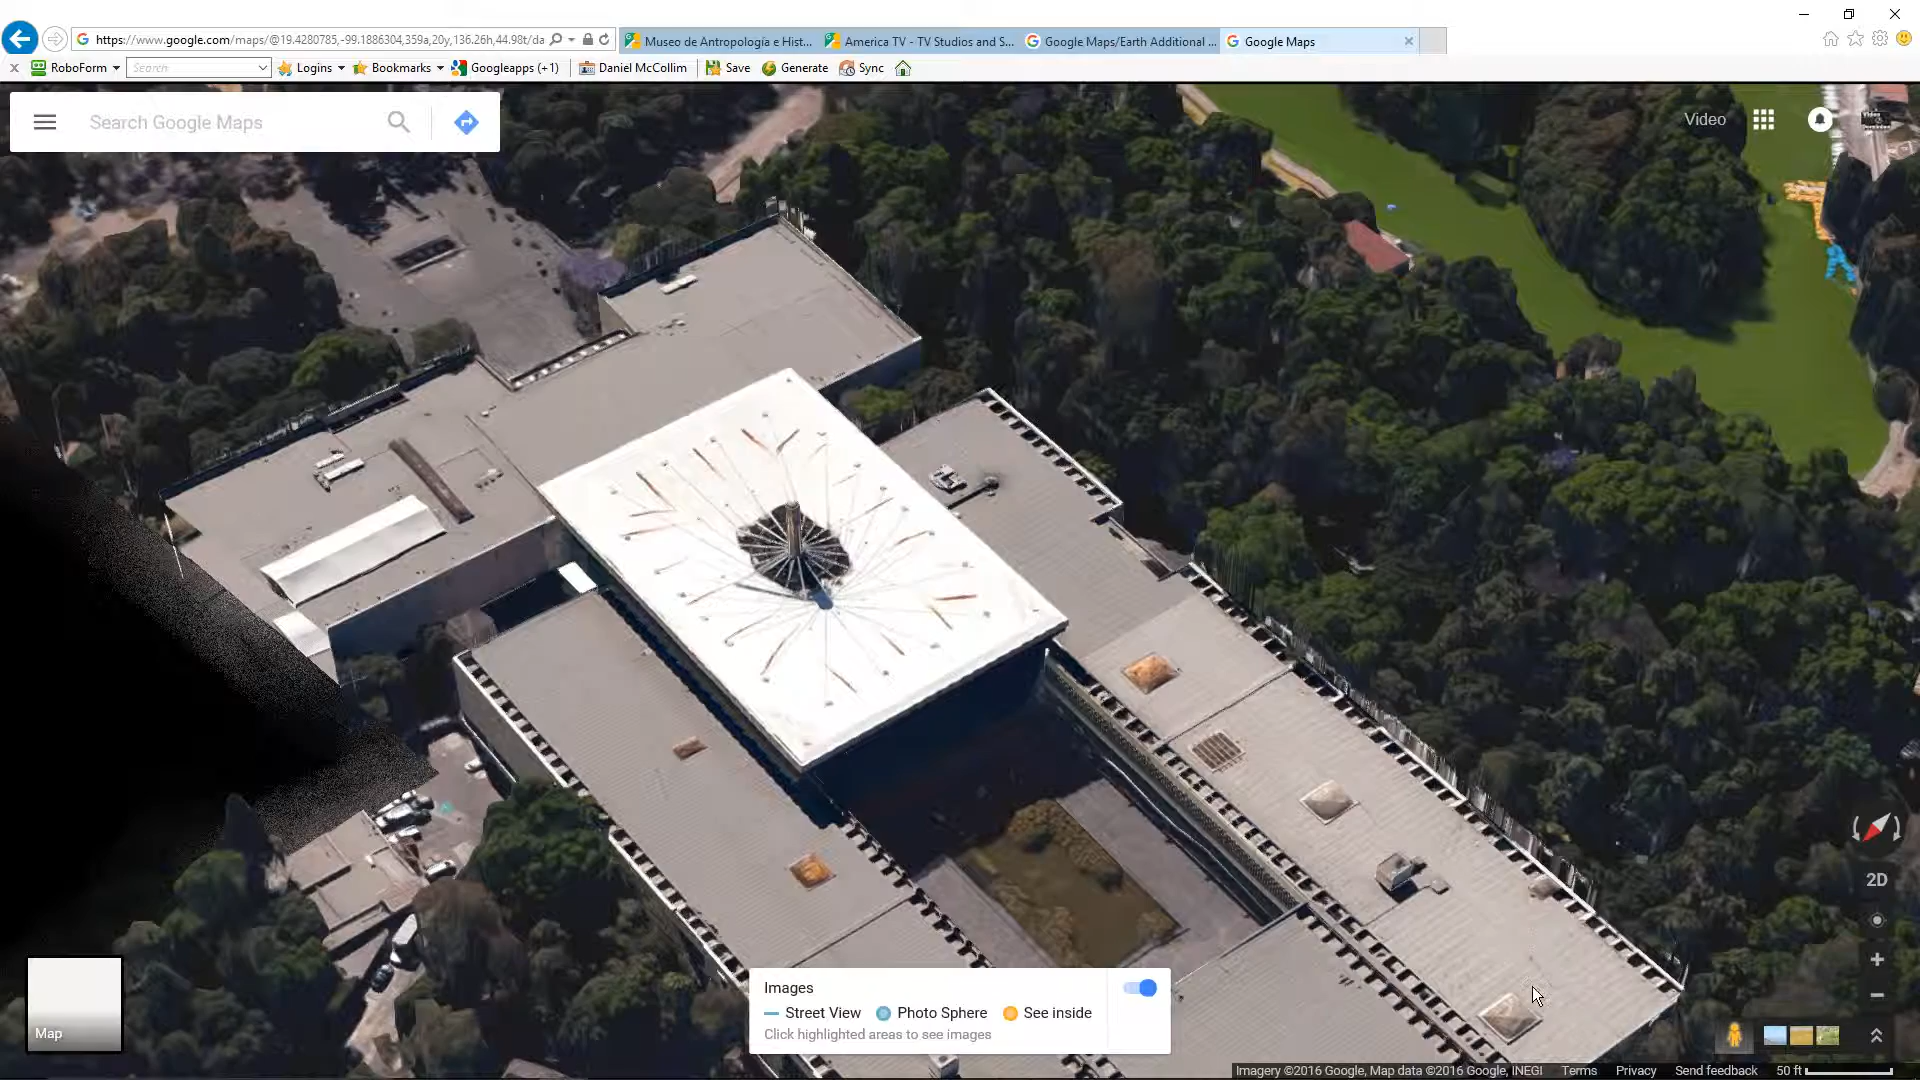 https://www.google.com/maps/@19.4280785,-99.1886304,359a,20y,136.26h,44.98t/da
Museo de Antropología e Hist...
America TV - TV Studios and S...
Google Maps/Earth Additional ...
Google Maps
RoboForm
Search
Logins
Bookmarks
Googleapps (+1)
Daniel McCollim
Save
Generate
Sync
Search Google Maps
Video
2D
Images
Street View
Photo Sphere
See inside
Click highlighted areas to see images
Map
Imagery ©2016 Google, Map data ©2016 Google, INEGI
Terms
Privacy
Send feedback
50 ft